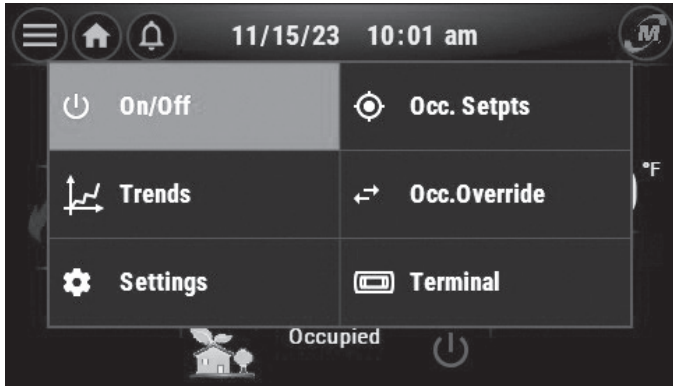 11/15/23 10:01 am
M
On/Off
Occ. Setpts
Trends
Occ.Override
Settings
Terminal
°F
Occupied